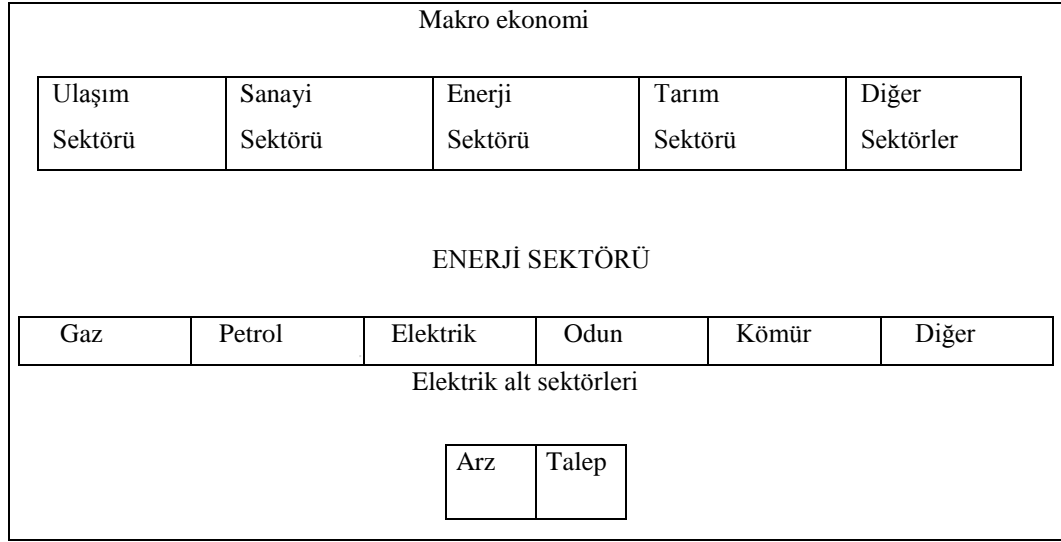 Makro ekonomi
Ulaşım Sektörü
Sanayi Sektörü
Enerji Sektörü
Tarım Sektörü
Diğer Sektörler
ENERJİ SEKTÖRÜ
Gaz Petrol Elektrik Odun Kömür Diğer
Elektrik alt sektörleri
Arz Talep